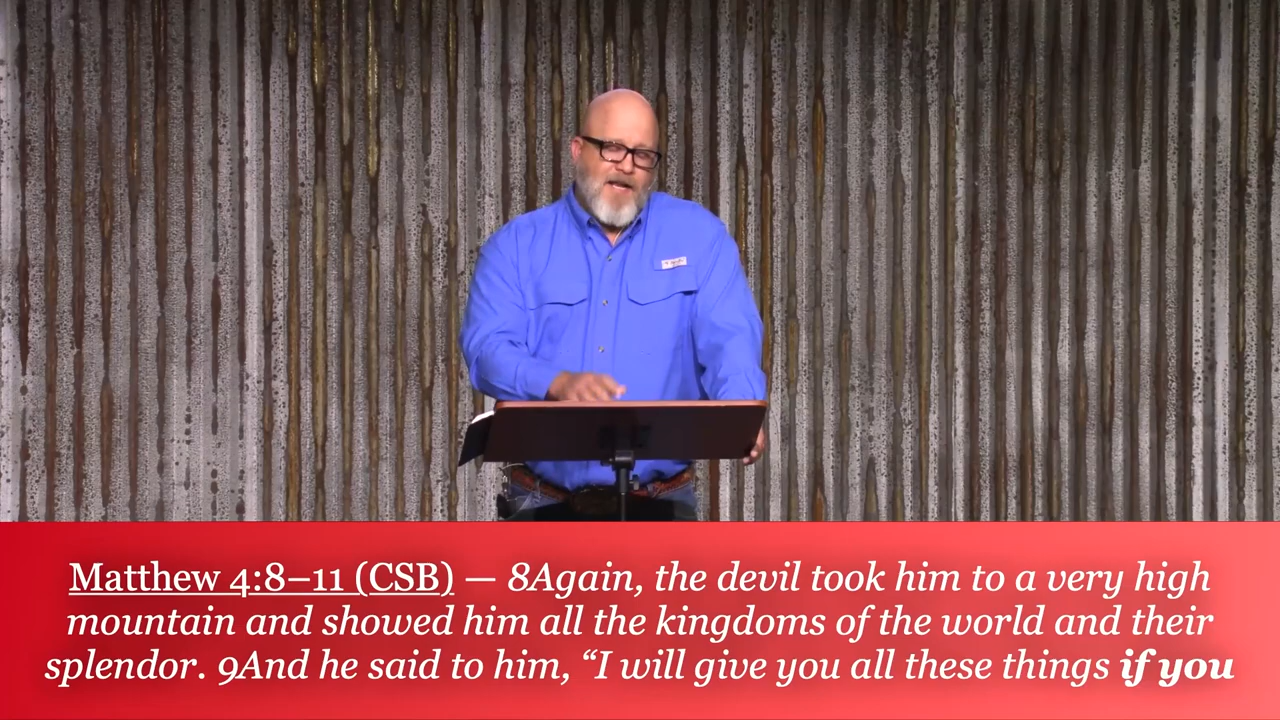 Matthew 4:8–11 (CSB) — 8Again, the devil took him to a very high
mountain and showed him all the kingdoms of the world and their
splendor. 9And he said to him, “I will give you all these things if you